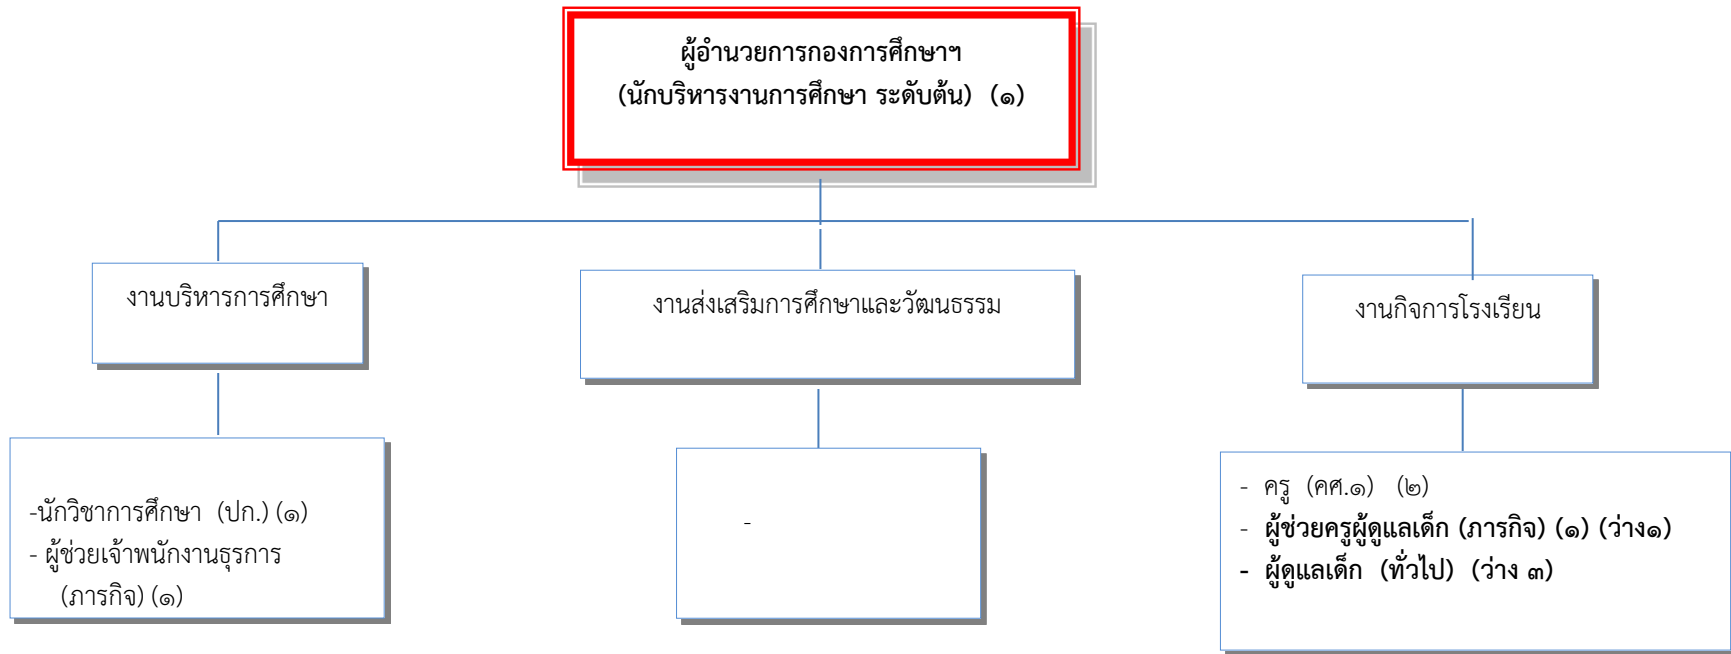 ผู้อำนวยการกองการศึกษาฯ
(นักบริหารงานการศึกษา ระดับต้น) (๑)
งานบริหารการศึกษา
งานส่งเสริมการศึกษาและวัฒนธรรม
งานกิจการโรงเรียน
-นักวิชาการศึกษา (ปก.) (๑)
- ผู้ช่วยเจ้าพนักงานธุรการ
(ภารกิจ) (๑)
-
- ครู (คศ.๑) (๒)
- ผู้ช่วยครูผู้ดูแลเด็ก (ภารกิจ) (๑) (ว่าง๑)
- ผู้ดูแลเด็ก (ทั่วไป) (ว่าง ๓)